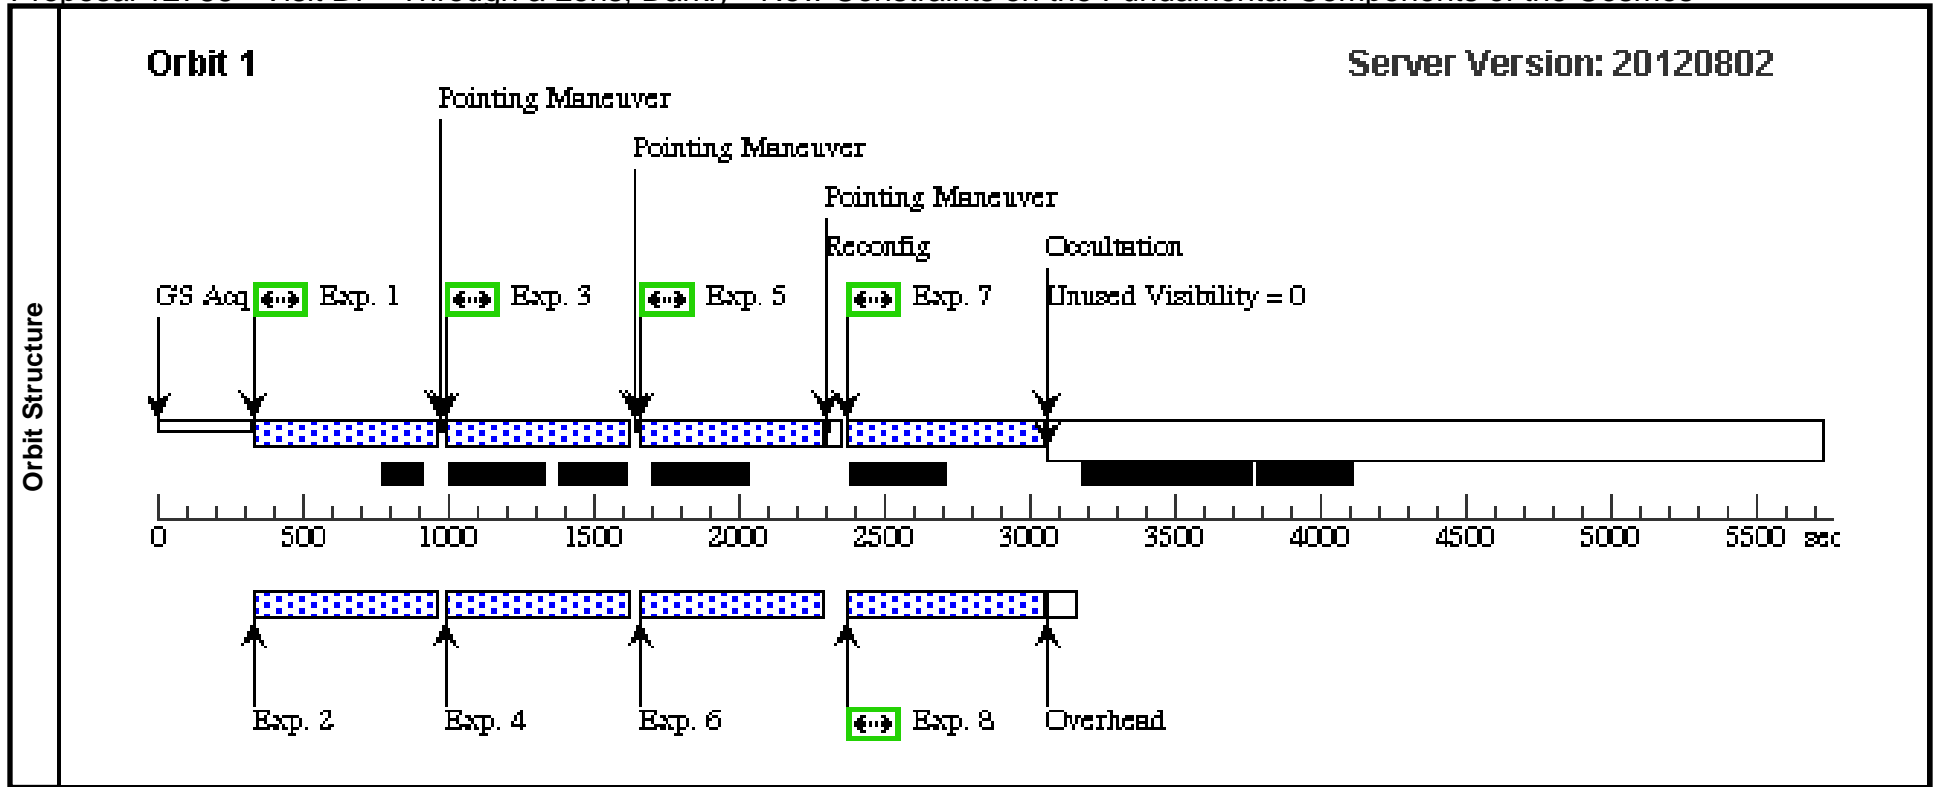 Orbit 1
Server Version: 20120802
Pointing Maneuver
Pointing Maneuver
Pointing Maneuver
Reconfig
Occultation
GS Acq
Exp. 1
Exp. 3
Exp. 5
Exp. 7
Unused Visibility = 0
Orbit Structure
0 500 1000 1500 2000 2500 3000 3500 4000 4500 5000 5500 sec
Exp. 2
Exp. 4
Exp. 6
Exp. 8
Overhead